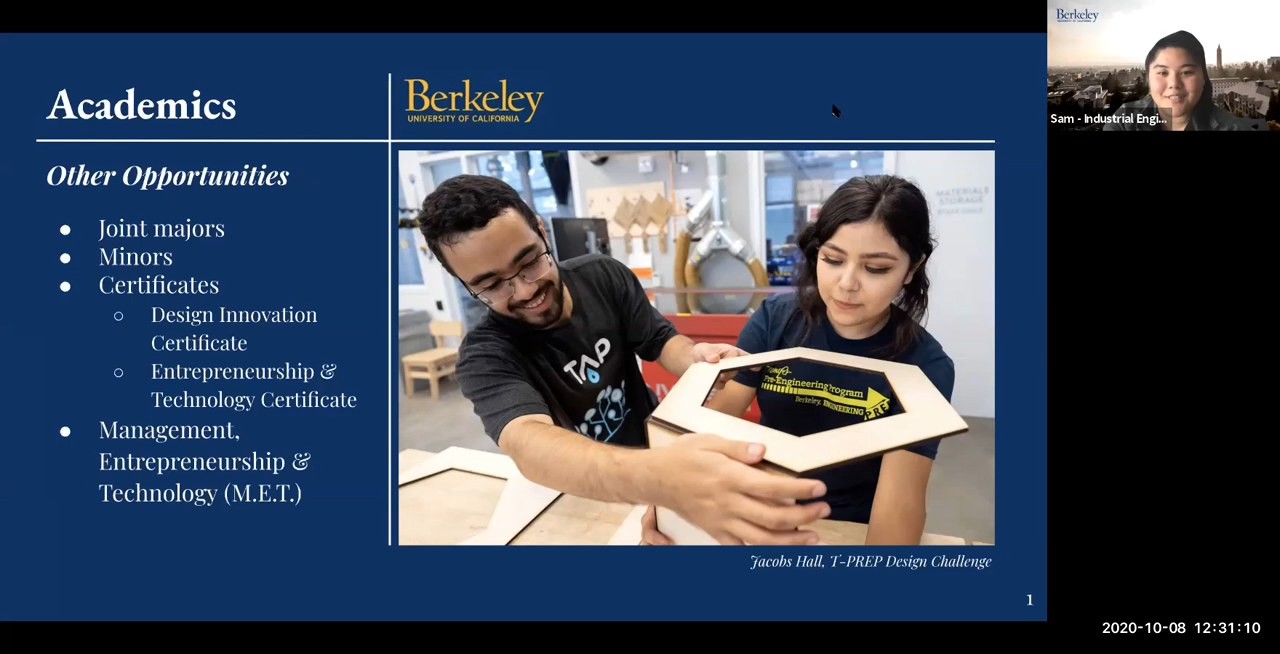 Academics
Berkeley
UNIVERSITY OF CALIFORNIA
Other Opportunities
● Joint majors
● Minors
● Certificates
○ Design Innovation
Certificate
○ Entrepreneurship &
Technology Certificate
● Management,
Entrepreneurship &
Technology (M.E.T.)
TAP
Pre-Engineering Program
Berkeley ENGINEERING
PREP
MATERIALS
STORAGE
Jacobs Hall, T-PREP Design Challenge
1
Berkeley
Sam - Industrial Engi...
2020-10-08 12:31:10